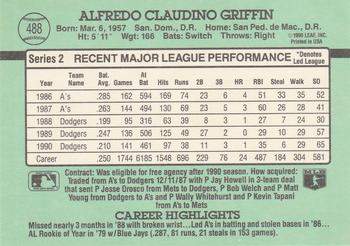 488
ALFREDO CLAUDINO GRIFFIN
Born: Mar. 6, 1957 San. Dom., D.R. Home: San Ped. de Mac., D.R.
Ht: 5' 11" Wgt: 166 Bats: Switch Throws: Right
©1990 LEAF, INC.
Printed in USA
Series 2 RECENT MAJOR LEAGUE PERFORMANCE *Denotes Led League
Year Team Name Bat. Avg. Games At Bat Hits Runs 2B 3B HR RBI Steal Walk SO
1986 A's .285 162 594 169 74 23 6 4 51 33 35 52
1987 A's .263 144 494 130 69 23 5 3 60 26 28 41
1988 Dodgers .199 95 316 63 39 8 3 1 27 7 24 30
1989 Dodgers .247 136 506 125 49 27 2 0 29 10 29 57
1990 Dodgers .210 141 461 97 38 11 3 1 35 6 29 65
Career .250 1744 6185 1548 696 229 76 24 487 184 304 581
Contract: Was eligible for free agency after 1990 season. How acquired:
Traded from A's to Dodgers 12/11/87 with P Jay Howell in 3-team deal
that sent P Jesse Orosco from Mets to Dodgers, P Bob Welch and P Matt
Young from Dodgers to A's and P Wally Whitehurst and P Kevin Tapani
from A's to Mets
CAREER HIGHLIGHTS
Missed nearly 3 months in '88 with broken wrist...Led A's in batting and stolen bases in '86...
AL Rookie of Year in '79 w/Blue Jays (.287, 81 runs, 21 steals in 153 games).